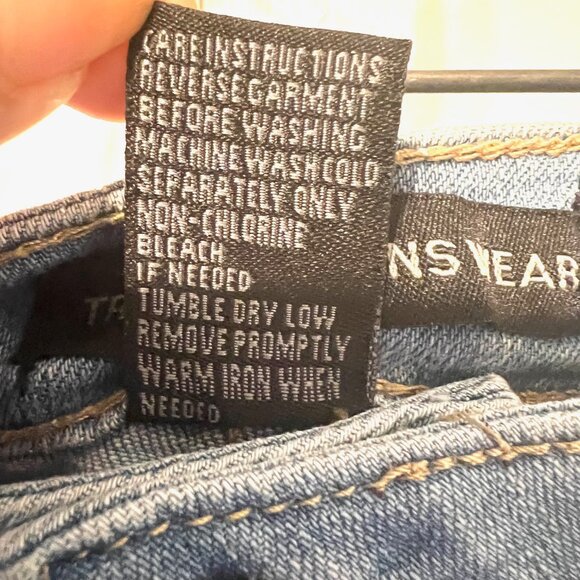 CARE INSTRUCTIONS
REVERSE GARMENT
BEFORE WASHING
MACHINE WASH COLD
SEPARATELY ONLY
NON-CHLORINE
BLEACH
IF NEEDED
TUMBLE DRY LOW
REMOVE PROMPTLY
WARM IRON WHEN
NEEDED
TR
NS WEAR